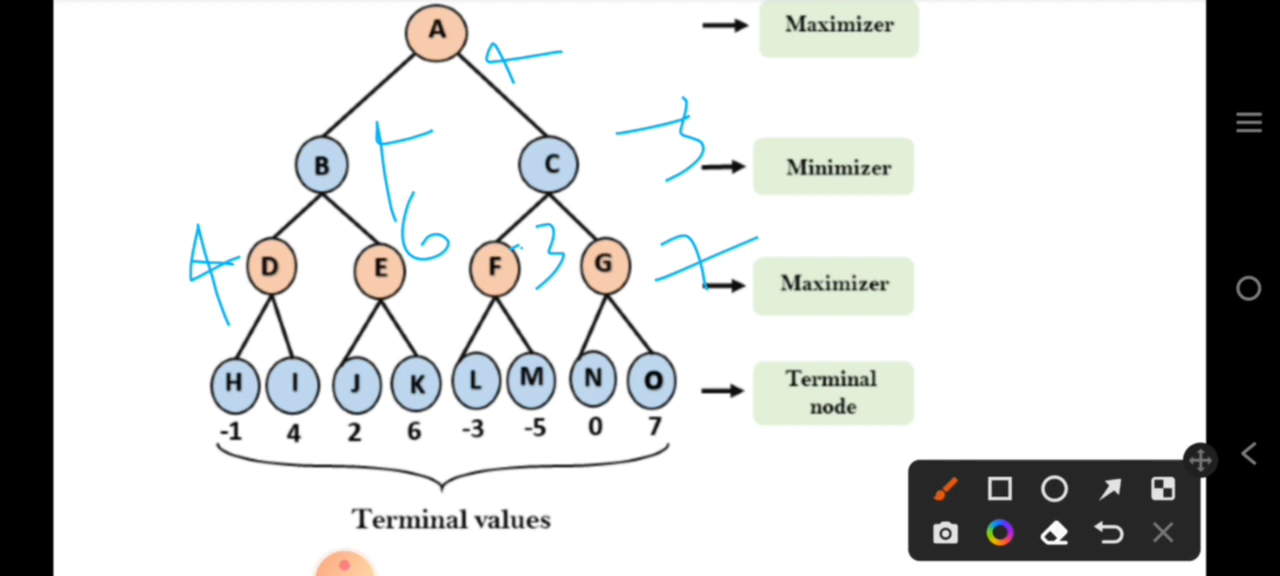 A Maximizer
4
B C -3 Minimizer
4 D E 6 F -3 G 7 Maximizer
H I J K L M N O Terminal node
-1 4 2 6 -3 -5 0 7
Terminal values